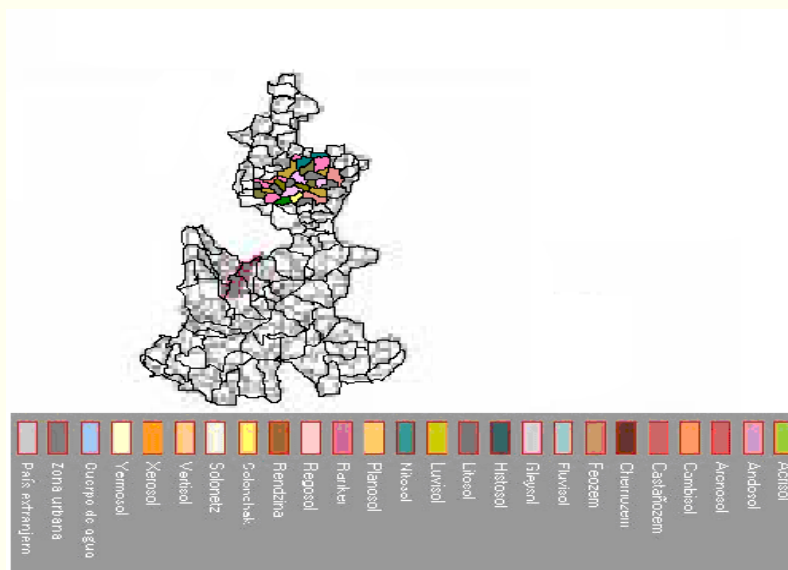 País extranjero
Zona urbana
Cuerpo de agua
Yermosol
Xerosol
Vertisol
Solonetz
Solonchak
Rendzina
Regosol
Ranker
Planosol
Nitosol
Luvisol
Litosol
Histosol
Gleysol
Fluvisol
Feozem
Chernozem
Castañozem
Cambisol
Arenosol
Andosol
Acrisol